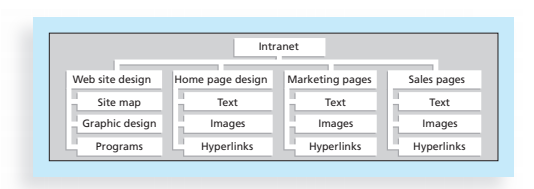 Intranet
Web site design
Home page design
Marketing pages
Sales pages
Site map
Text
Text
Text
Graphic design
Images
Images
Images
Programs
Hyperlinks
Hyperlinks
Hyperlinks